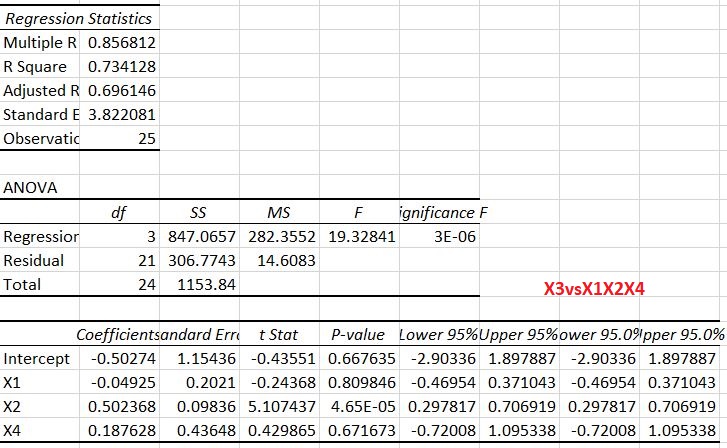 Regression Statistics
Multiple R 0.856812
R Square 0.734128
Adjusted R 0.696146
Standard E 3.822081
Observatic 25
ANOVA
df SS MS F ignificance F
Regressior 3 847.0657 282.3552 19.32841 3E-06
Residual 21 306.7743 14.6083
Total 24 1153.84
X3vsX1X2X4
Coefficients andard Erro t Stat P-value Lower 95% Upper 95% ower 95.0% pper 95.0%
Intercept -0.50274 1.15436 -0.43551 0.667635 -2.90336 1.897887 -2.90336 1.897887
X1 -0.04925 0.2021 -0.24368 0.809846 -0.46954 0.371043 -0.46954 0.371043
X2 0.502368 0.09836 5.107437 4.65E-05 0.297817 0.706919 0.297817 0.706919
X4 0.187628 0.43648 0.429865 0.671673 -0.72008 1.095338 -0.72008 1.095338